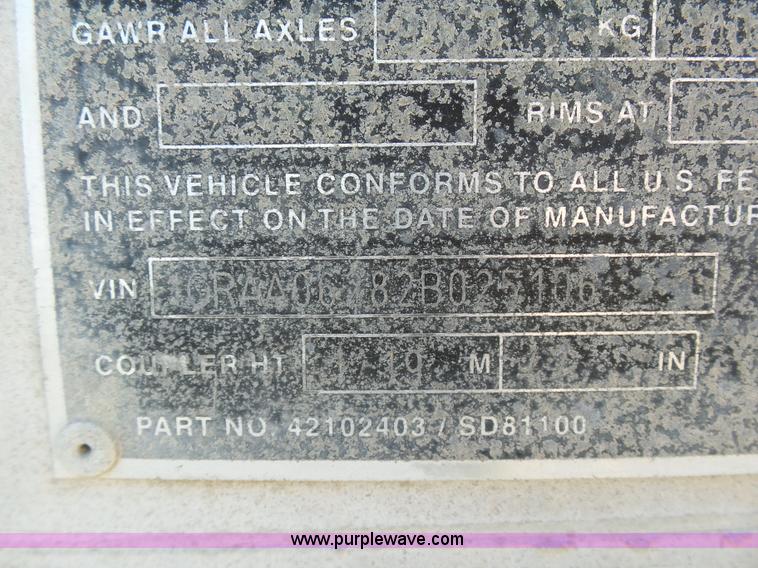 GAWR ALL AXLES KG
AND RIMS AT
THIS VEHICLE CONFORMS TO ALL U.S. FE
IN EFFECT ON THE DATE OF MANUFACTUR
VIN
COUPLER HT M IN
PART NO. 42102403 / SD81100
www.purplewave.com